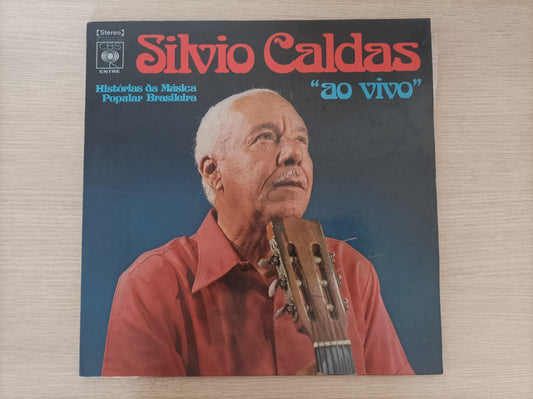 [Stereo]
CBS
ENTRE
Silvio Caldas
"ao vivo"
Histórias da Música
Popular Brasileira